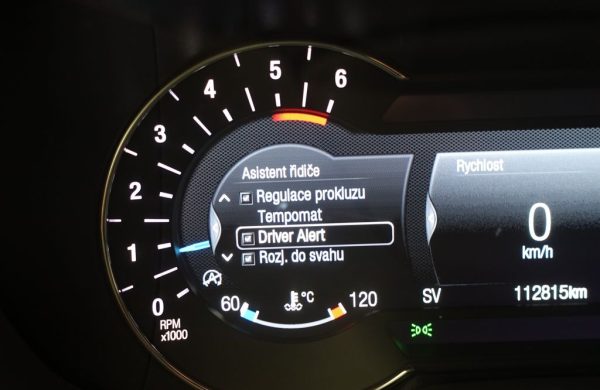 6
5
4
3
2
1
0
RPM
x1000
Asistent řidiče
Regulace prokluzu
Tempomat
Driver Alert
Rozj. do svahu
60 °C 120
Rychlost
0
km/h
SV 112815km